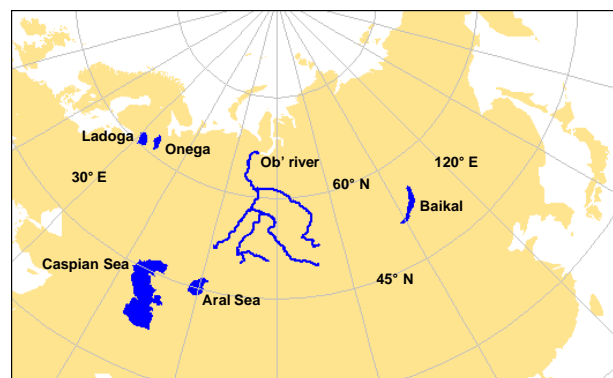 Ladoga
Onega
Ob' river
120° E
30° E
60° N
Baikal
Caspian Sea
45° N
Aral Sea